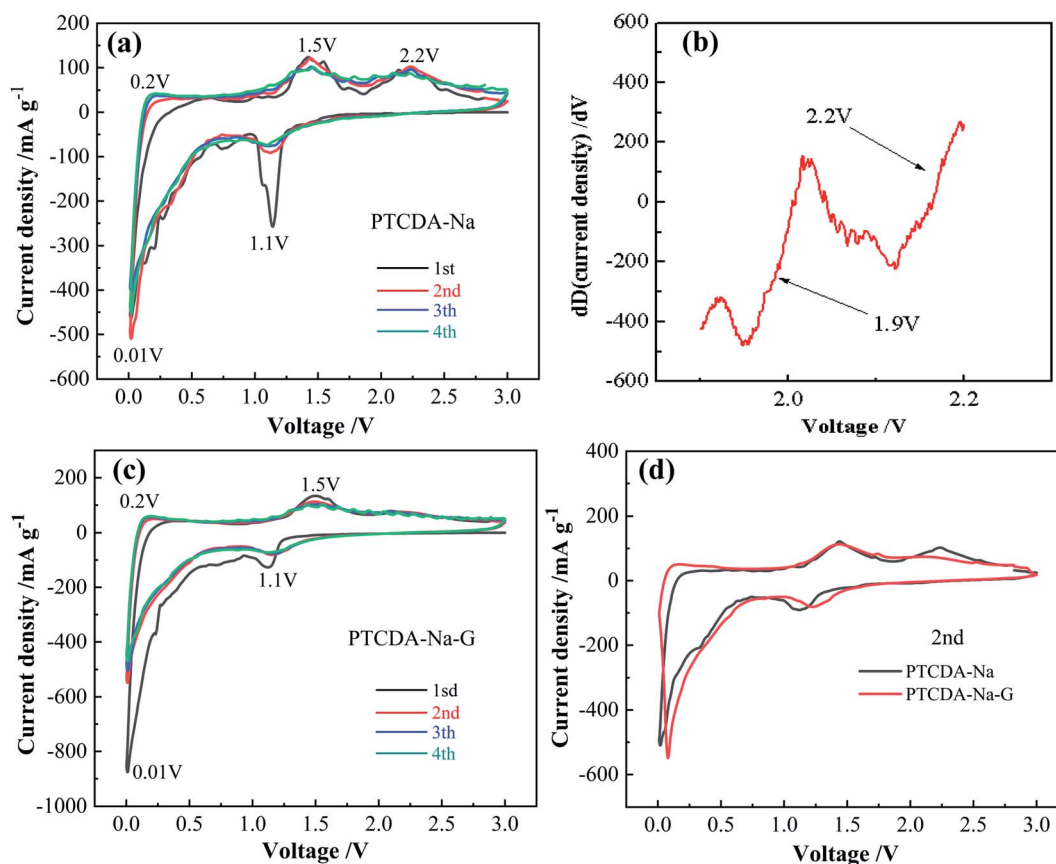 (a)
200
100
0
-100
-200
-300
-400
-500
-600
0.0 0.5 1.0 1.5 2.0 2.5 3.0
Voltage /V
Current density /mA g⁻¹
0.2V
1.5V
2.2V
1.1V
0.01V
PTCDA-Na
1st
2nd
3th
4th
(b)
600
400
200
0
-200
-400
-600
2.0 2.2
Voltage /V
dD(current density) /dV
2.2V
1.9V
(c)
200
0
-200
-400
-600
-800
-1000
0.0 0.5 1.0 1.5 2.0 2.5 3.0
Voltage /V
Current density /mA g⁻¹
0.2V
1.5V
1.1V
0.01V
PTCDA-Na-G
1sd
2nd
3th
4th
(d)
400
200
0
-200
-400
-600
0.0 0.5 1.0 1.5 2.0 2.5 3.0
Voltage /V
Current density /mA g⁻¹
2nd
PTCDA-Na
PTCDA-Na-G